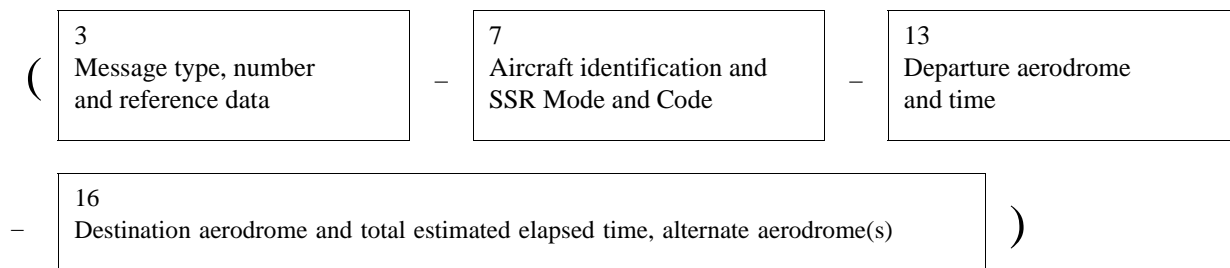 3 7 13
( Message type, number – Aircraft identification and – Departure aerodrome
and reference data SSR Mode and Code and time
16
– Destination aerodrome and total estimated elapsed time, alternate aerodrome(s) )